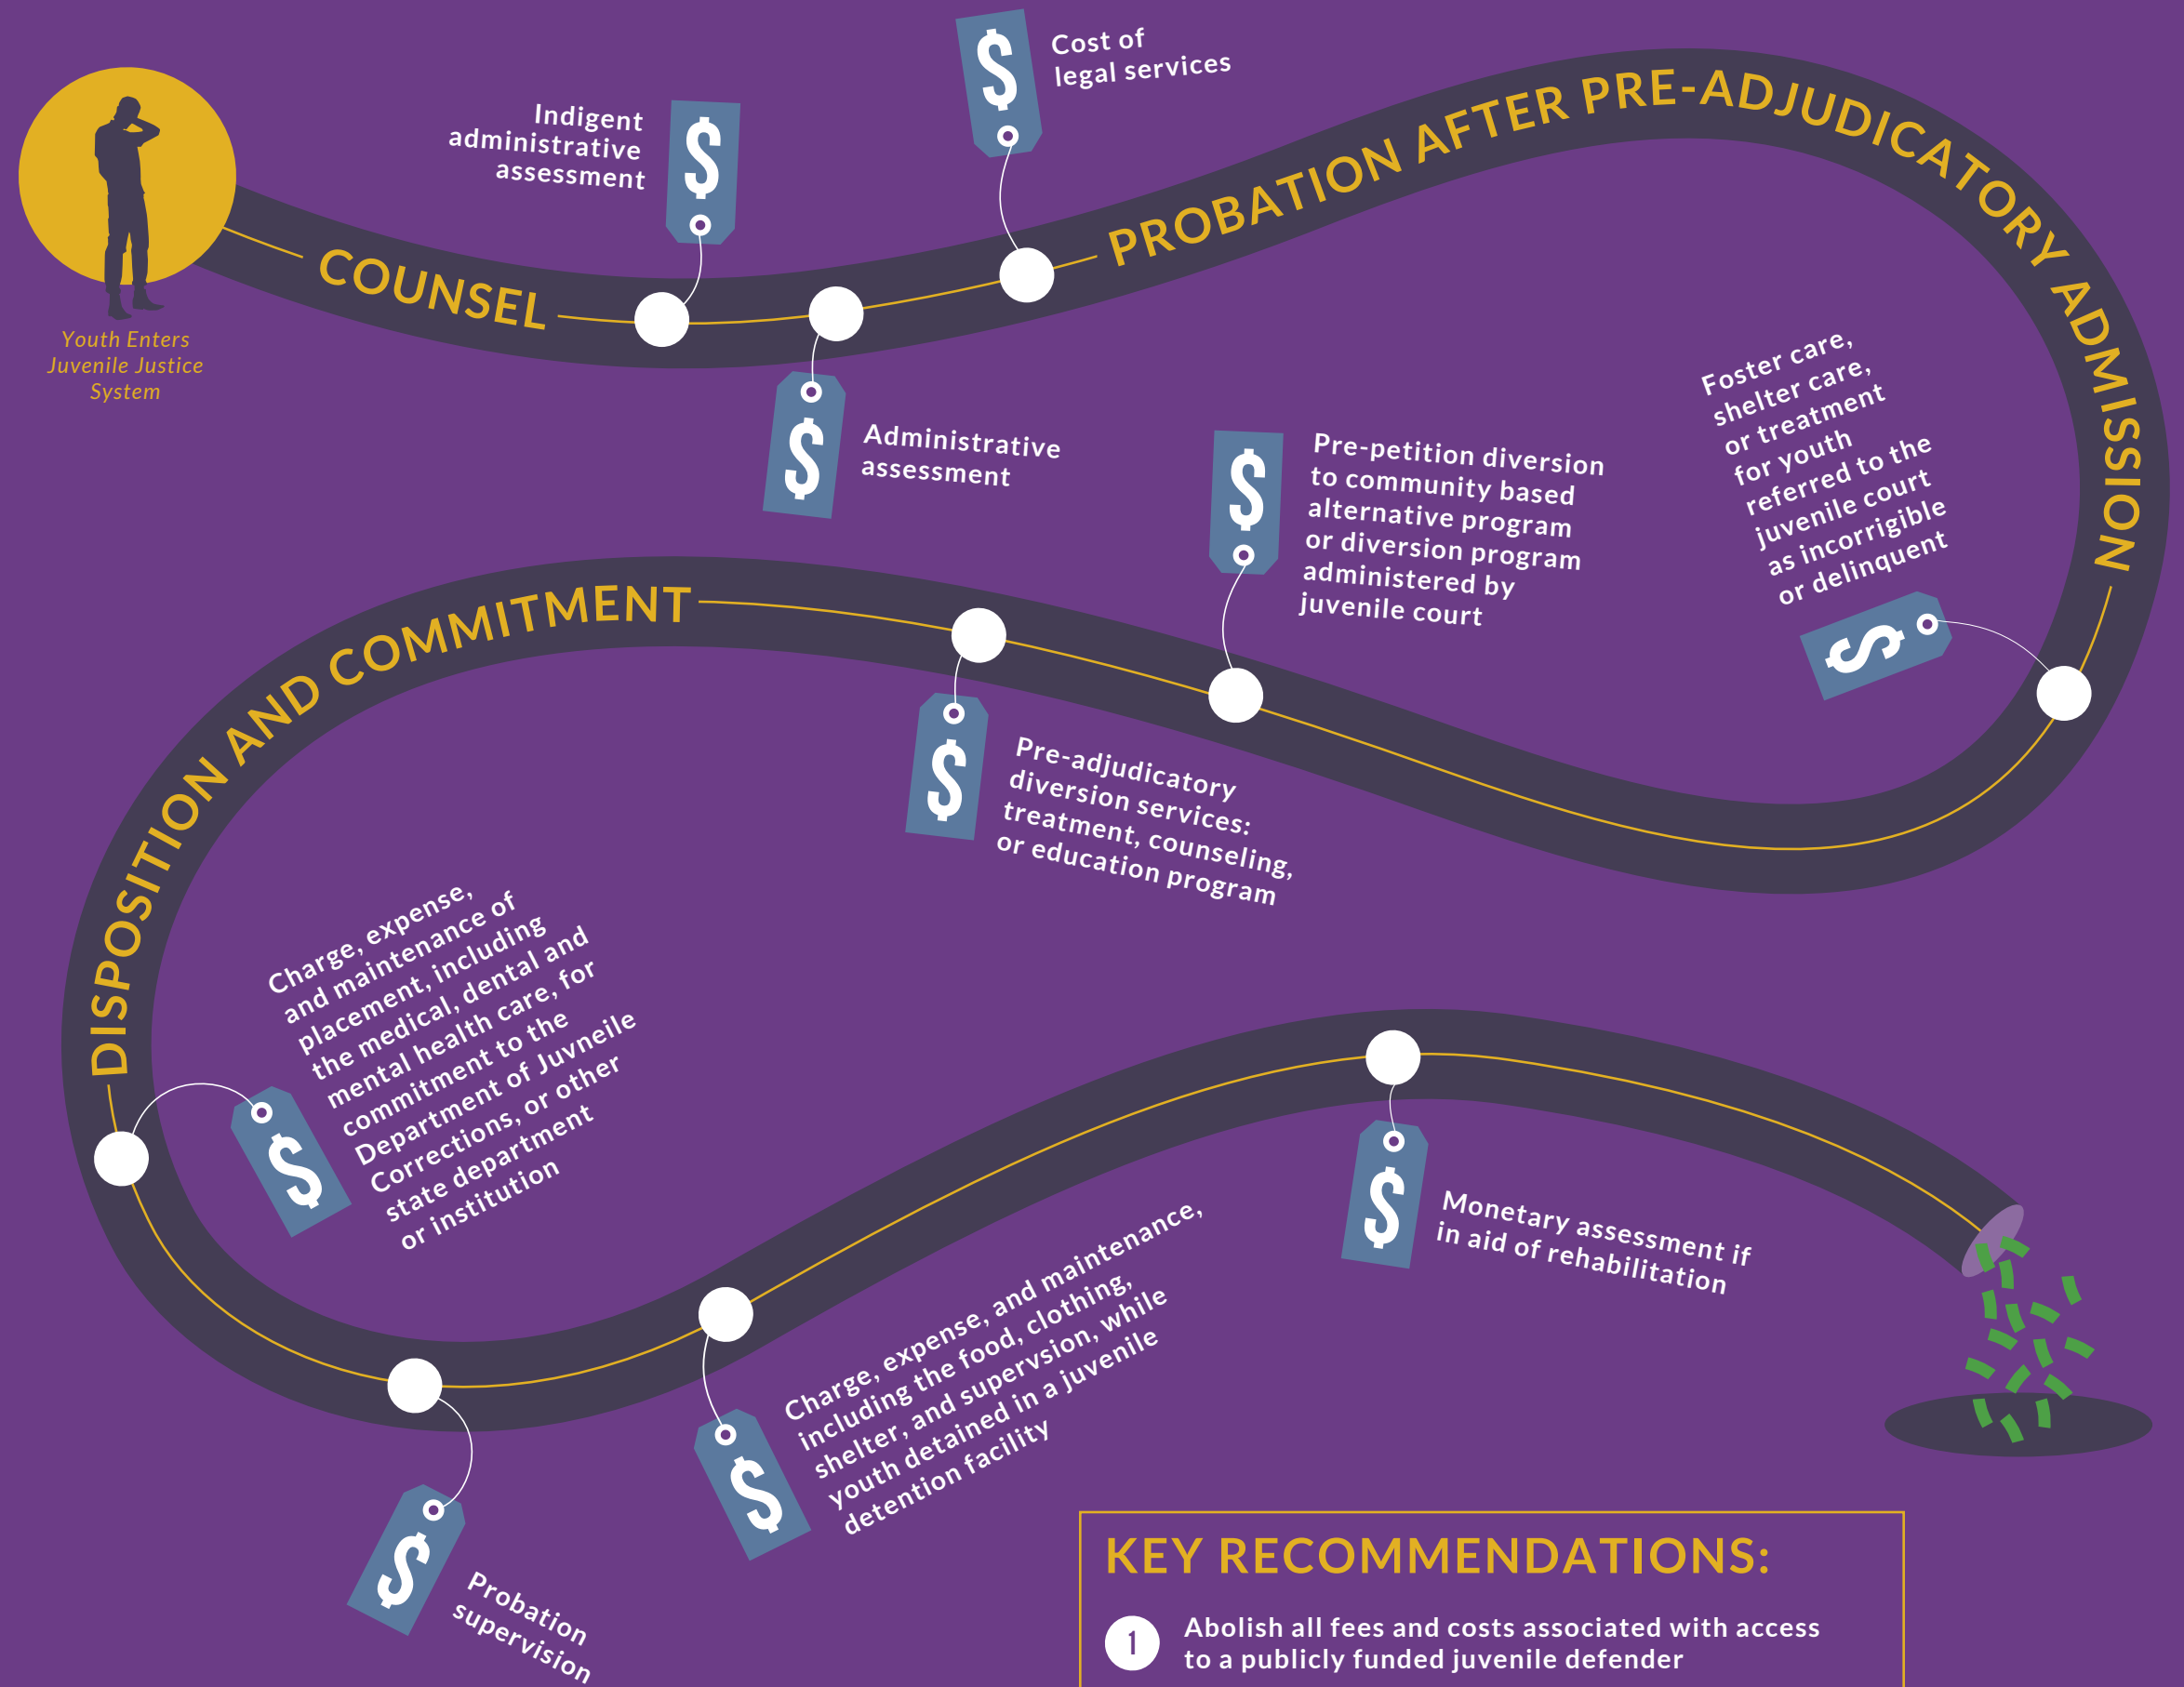 Youth Enters
Juvenile Justice
System
COUNSEL
Indigent
administrative
assessment
$
$
Administrative
assessment
$
Cost of
legal services
PROBATION AFTER PRE-ADJUDICATORY ADMISSION
Foster care,
shelter care,
or treatment
for youth
referred to the
juvenile court
as incorrigible
or delinquent
$
$
Pre-petition diversion
to community based
alternative program
or diversion program
administered by
juvenile court
$
Pre-adjudicatory
diversion services:
treatment, counseling,
or education program
DISPOSITION AND COMMITMENT
Charge, expense,
and maintenance of
placement, including
the medical, dental and
mental health care, for
commitment to the
Department of Juvneile
Corrections, or other
state department
or institution
$
$
Probation
supervision
$
Charge, expense, and maintenance,
including the food, clothing,
shelter, and supervsion, while
youth detained in a juvenile
detention facility
$
Monetary assessment if
in aid of rehabilitation
KEY RECOMMENDATIONS:
1
Abolish all fees and costs associated with access
to a publicly funded juvenile defender